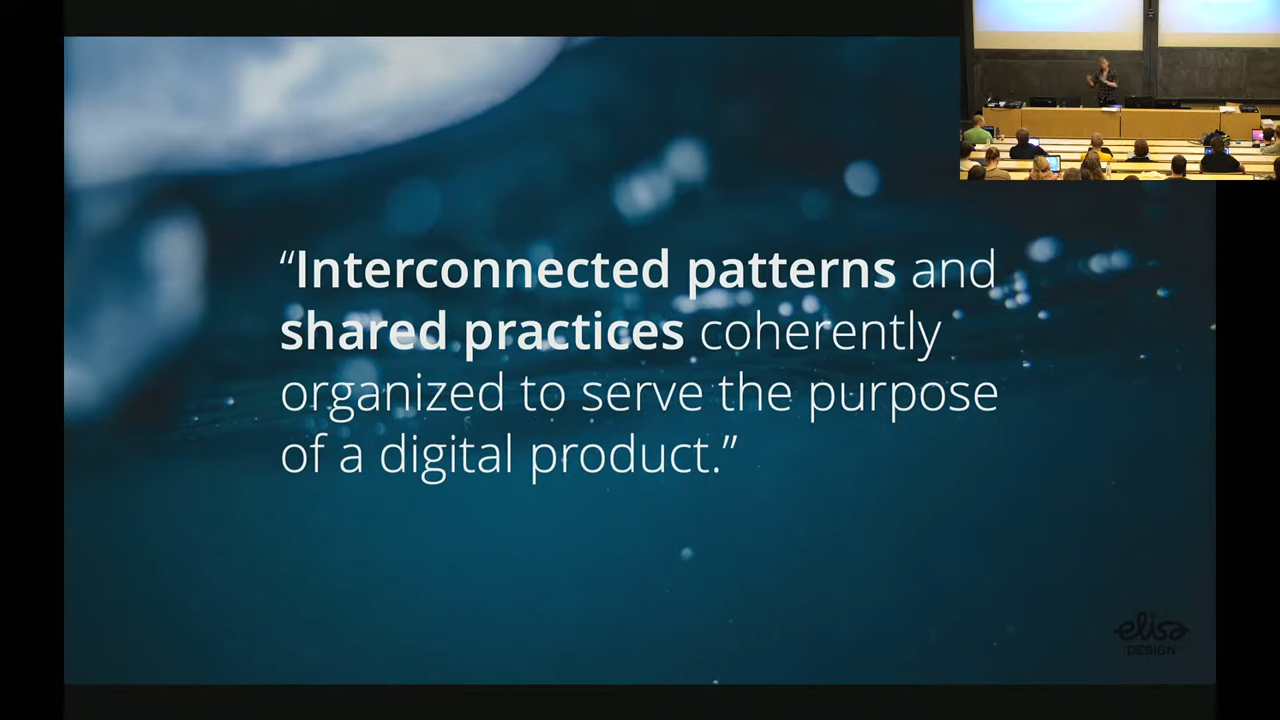 “Interconnected patterns and
shared practices coherently
organized to serve the purpose
of a digital product.”
elisa
DESIGN